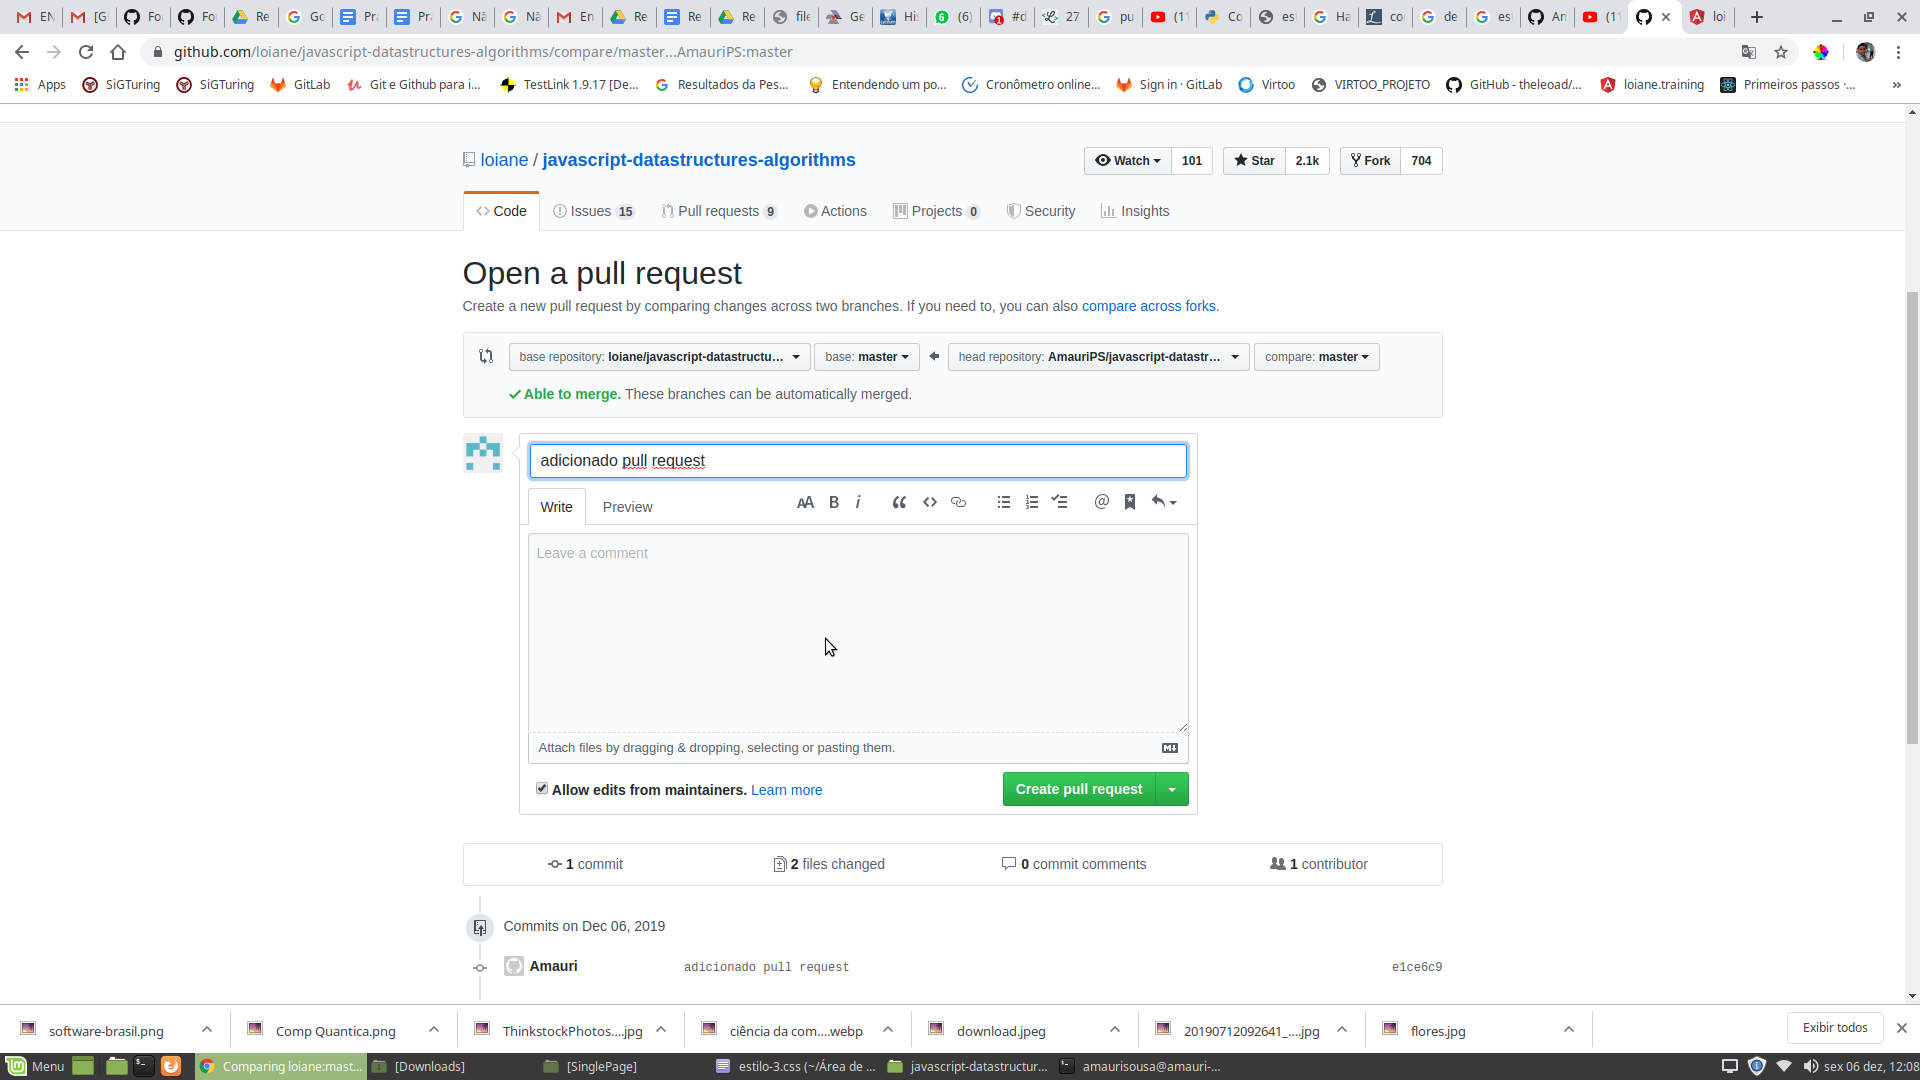 EN
[Gi
Fo
Fo
Re
Go
Pra
Pra
Nã
Nã
En
Re
Re
Re
file
Ge
His
(6)
#d
27
pu
(1
Co
est
Ha
co
de
est
An
(1
loi
github.com/loiane/javascript-datastructures-algorithms/compare/master...AmauriPS:master
Apps
SiGTuring
SiGTuring
GitLab
Git e Github para i...
TestLink 1.9.17 [De...
Resultados da Pes...
Entendendo um po...
Cronômetro online...
Sign in · GitLab
Virtoo
VIRTOO_PROJETO
GitHub - theleoad/...
loiane.training
Primeiros passos ·...
»
loiane / javascript-datastructures-algorithms
Watch 101
Star 2.1k
Fork 704
Code
Issues 15
Pull requests 9
Actions
Projects 0
Security
Insights
Open a pull request
Create a new pull request by comparing changes across two branches. If you need to, you can also compare across forks.
base repository: loiane/javascript-datastructu...
base: master
head repository: AmauriPS/javascript-datastr...
compare: master
Able to merge. These branches can be automatically merged.
adicionado pull request
Write
Preview
AA B i
Leave a comment
Attach files by dragging & dropping, selecting or pasting them.
Allow edits from maintainers. Learn more
Create pull request
1 commit
2 files changed
0 commit comments
1 contributor
Commits on Dec 06, 2019
Amauri
adicionado pull request
e1ce6c9
software-brasil.png
Comp Quantica.png
ThinkstockPhotos....jpg
ciência da com....webp
download.jpeg
20190712092641_....jpg
flores.jpg
Exibir todos
Menu
Comparing loiane:mast...
[Downloads]
[SinglePage]
estilo-3.css (~/Área de ...
javascript-datastructur...
amaurisousa@amauri-...
sex 06 dez, 12:08